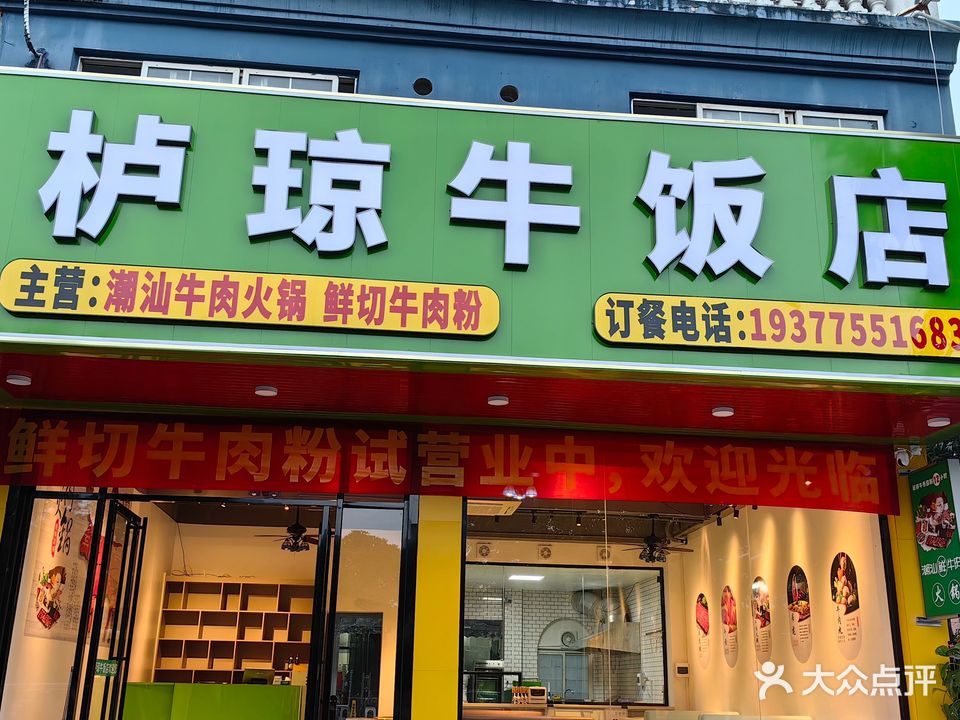 栌琼牛饭店
主营:潮汕牛肉火锅 鲜切牛肉粉
订餐电话:19377551683
鲜切牛肉粉试营业中,欢迎光临
火锅
大众点评